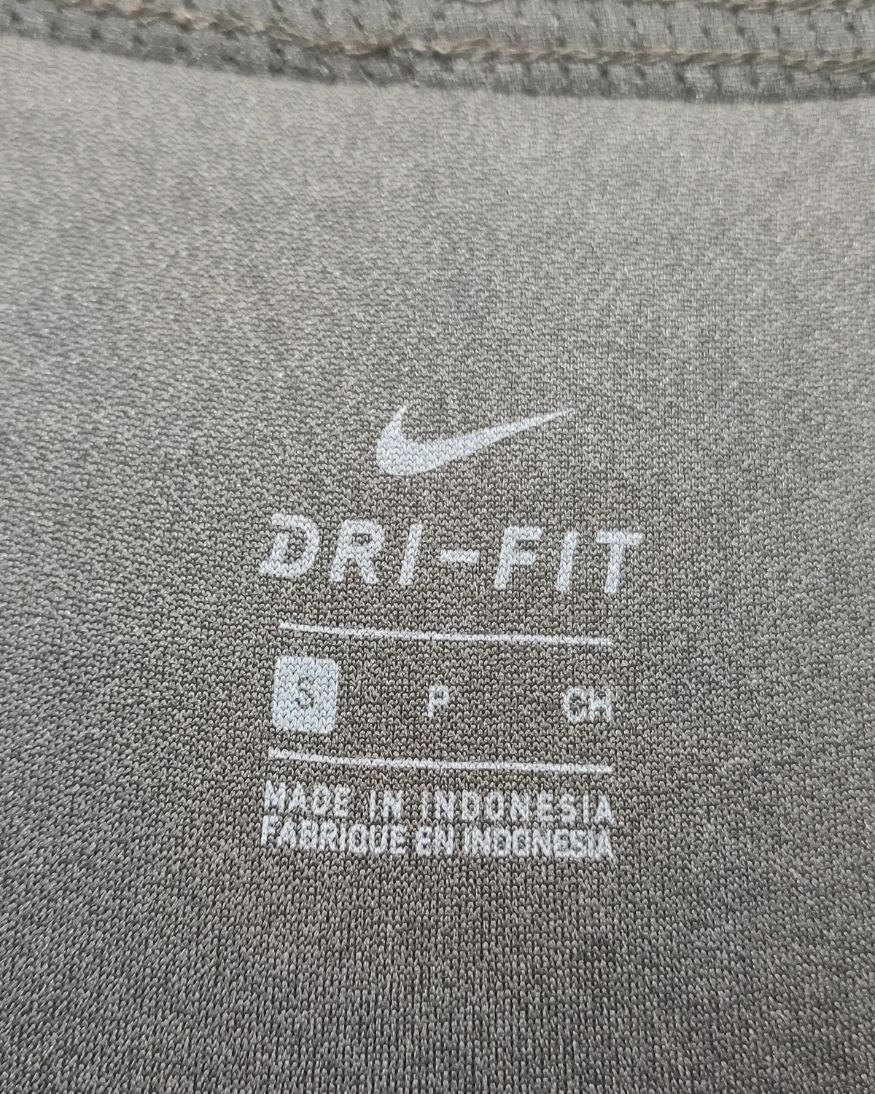 DRI-FIT
S P CH
MADE IN INDONESIA
FABRIQUE EN INDONESIA